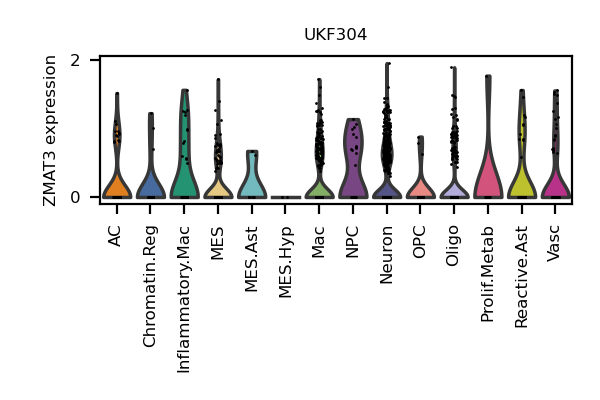 UKF304
ZMAT3 expression
2
0
AC
Chromatin.Reg
Inflammatory.Mac
MES
MES.Ast
MES.Hyp
Mac
NPC
Neuron
OPC
Oligo
Prolif.Metab
Reactive.Ast
Vasc